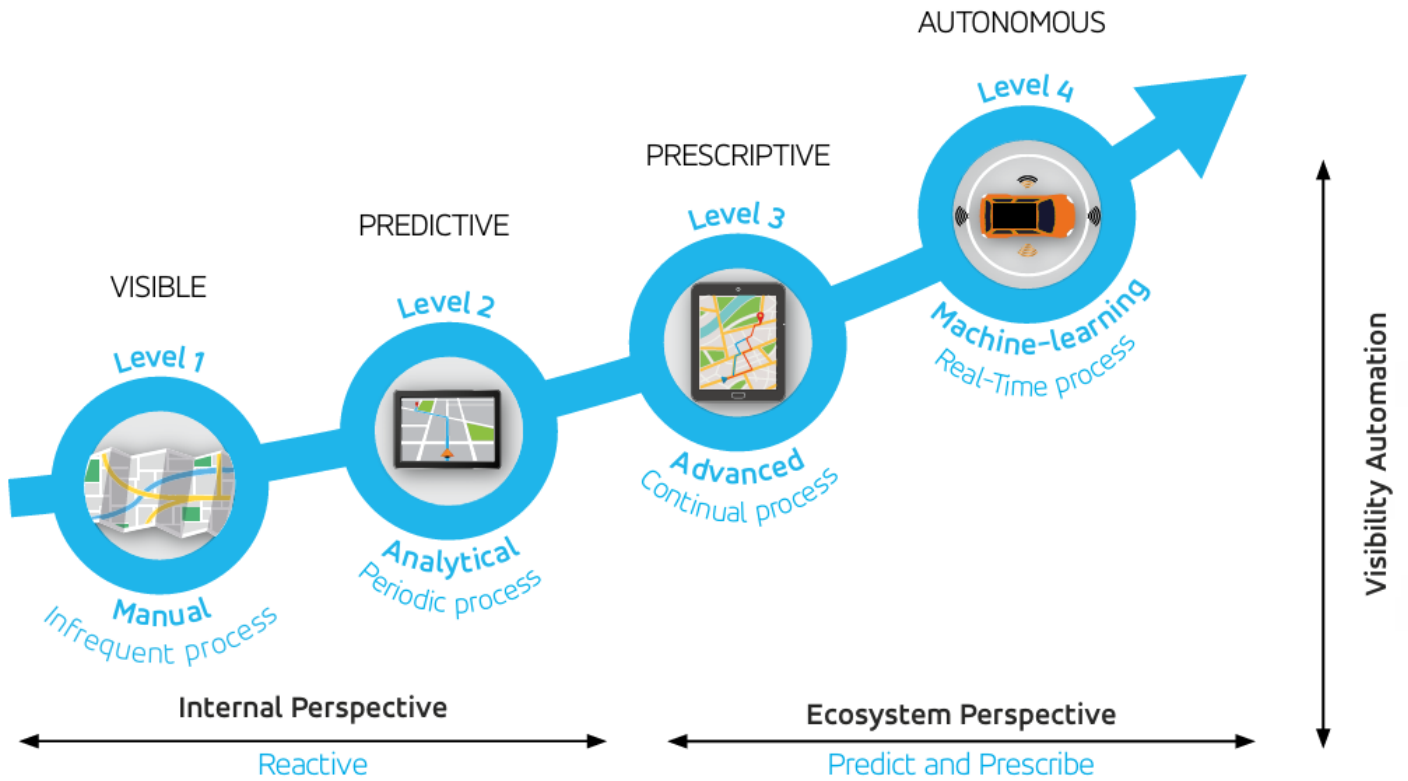 AUTONOMOUS
Level 4
PRESCRIPTIVE
Level 3
PREDICTIVE
Level 2
VISIBLE
Level 1
Machine-learning
Real-Time process
Advanced
Continual process
Analytical
Periodic process
Manual
Infrequent process
Internal Perspective
Reactive
Ecosystem Perspective
Predict and Prescribe
Visibility Automation